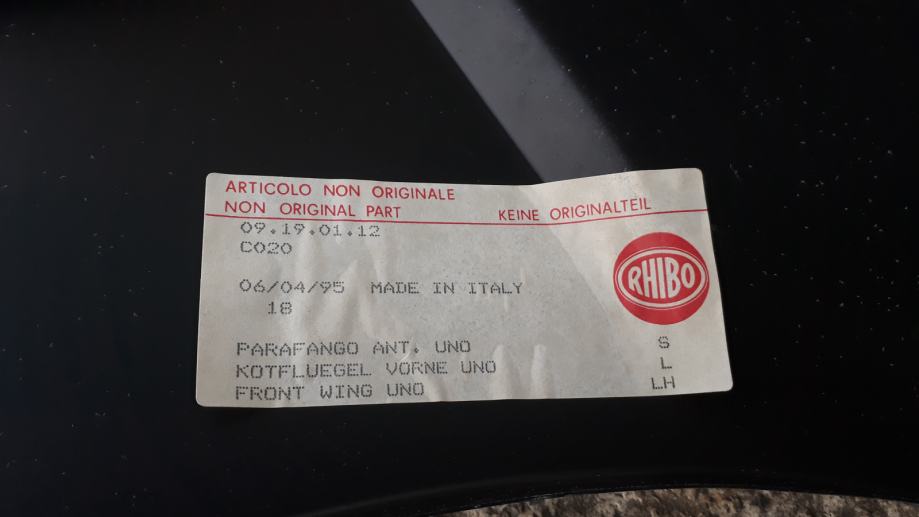 ARTICOLO NON ORIGINALE
NON ORIGINAL PART KEINE ORIGINALTEIL
09.19.01.12
C020
RHIBO
06/04/95 MADE IN ITALY
18
PARAFANGO ANT. UNO S
KOTFLUEGEL VORNE UNO L
FRONT WING UNO LH